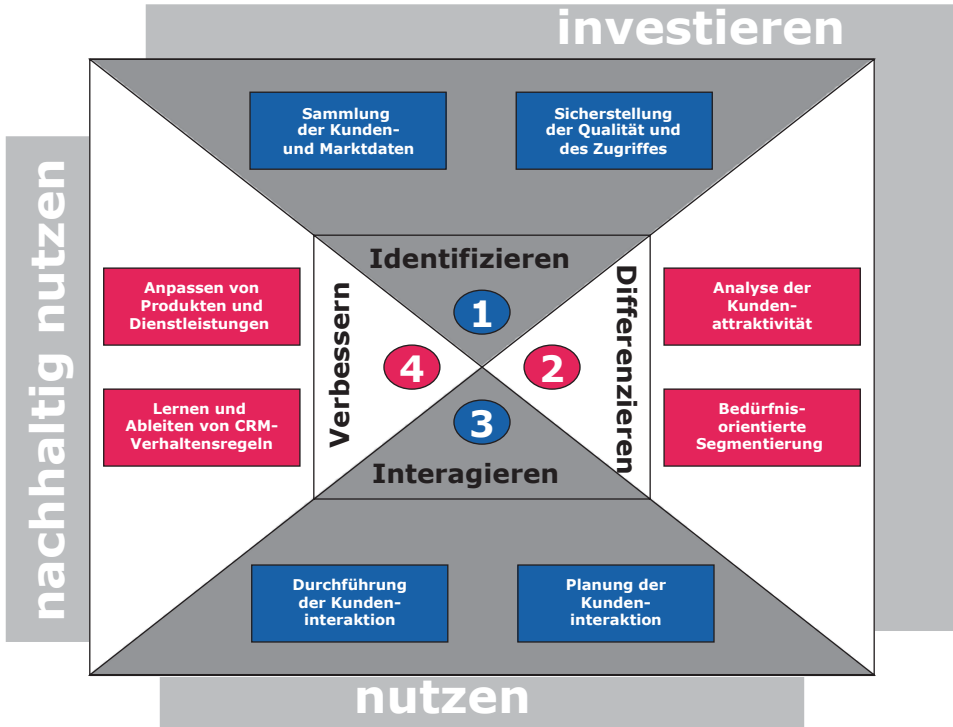 investieren
Sammlung
der Kunden-
und Marktdaten
Sicherstellung
der Qualität und
des Zugriffes
nachhaltig nutzen
Identifizieren
1
Anpassen von
Produkten und
Dienstleistungen
Lernen und
Ableiten von CRM-
Verhaltensregeln
Verbessern
4
2
Differenzieren
Analyse der
Kunden-
attraktivität
Bedürfnis-
orientierte
Segmentierung
3
Interagieren
Durchführung
der Kunden-
interaktion
Planung der
Kunden-
interaktion
nutzen